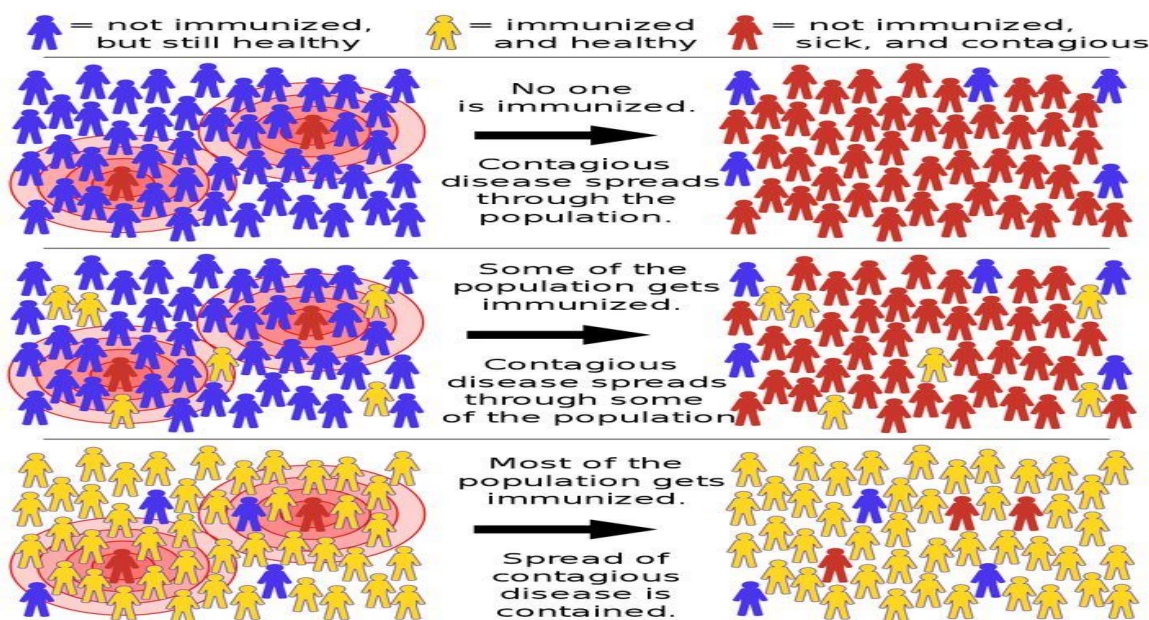 = not immunized,
but still healthy
= immunized
and healthy
= not immunized,
sick, and contagious
No one
is immunized.
Contagious
disease spreads
through the
population.
Some of the
population gets
immunized.
Contagious
disease spreads
through some
of the population
Most of the
population gets
immunized.
Spread of
contagious
disease is
contained.